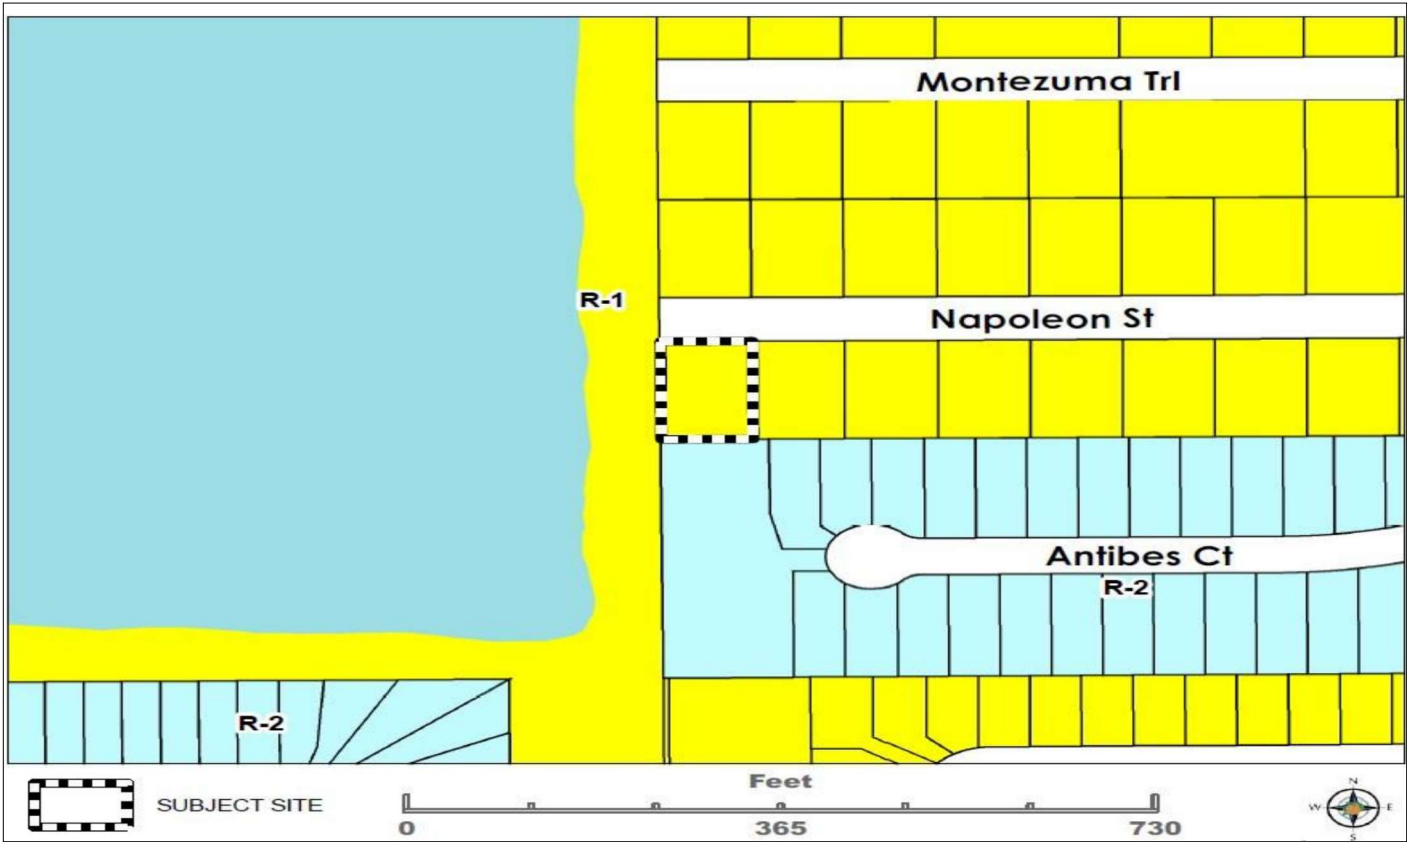 Montezuma Trl
R-1
Napoleon St
Antibes Ct
R-2
R-2
SUBJECT SITE
Feet
0 365 730
N
W E
S